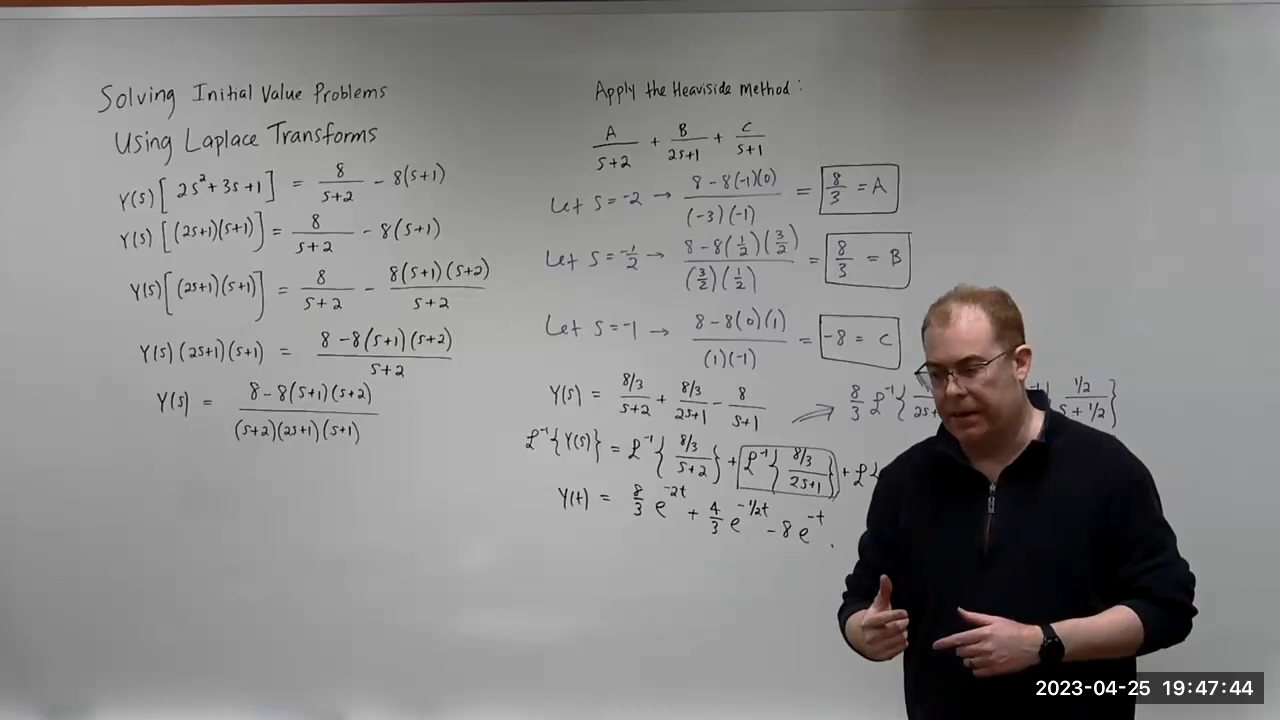 Solving Initial Value Problems
Using Laplace Transforms
Y(s)[2s²+3s+1] = 8/(s+2) - 8(s+1)
Y(s)[(2s+1)(s+1)] = 8/(s+2) - 8(s+1)
Y(s)[(2s+1)(s+1)] = 8/(s+2) - 8(s+1)(s+2)/(s+2)
Y(s)(2s+1)(s+1) = (8-8(s+1)(s+2))/(s+2)
Y(s) = (8-8(s+1)(s+2))/((s+2)(2s+1)(s+1))
Apply the Heaviside Method:
A/(s+2) + B/(2s+1) + C/(s+1)
Let s=-2 → (8-8(-1)(0))/((-3)(-1)) = 8/3 = A
Let s=-1/2 → (8-8(1/2)(3/2))/((3/2)(1/2)) = 8/3 = B
Let s=-1 → (8-8(0)(1))/((1)(-1)) = -8 = C
Y(s) = (8/3)/(s+2) + (8/3)/(2s+1) - 8/(s+1)
8/3 ℒ⁻¹{
(1/2)/(s+1/2)}
ℒ⁻¹{Y(s)} = ℒ⁻¹{(8/3)/(s+2)} + ℒ⁻¹{(8/3)/(2s+1)} +
Y(t) = 8/3 e^(-2t) + 4/3 e^(-1/2t) - 8e^(-t).
2023-04-25 19:47:44